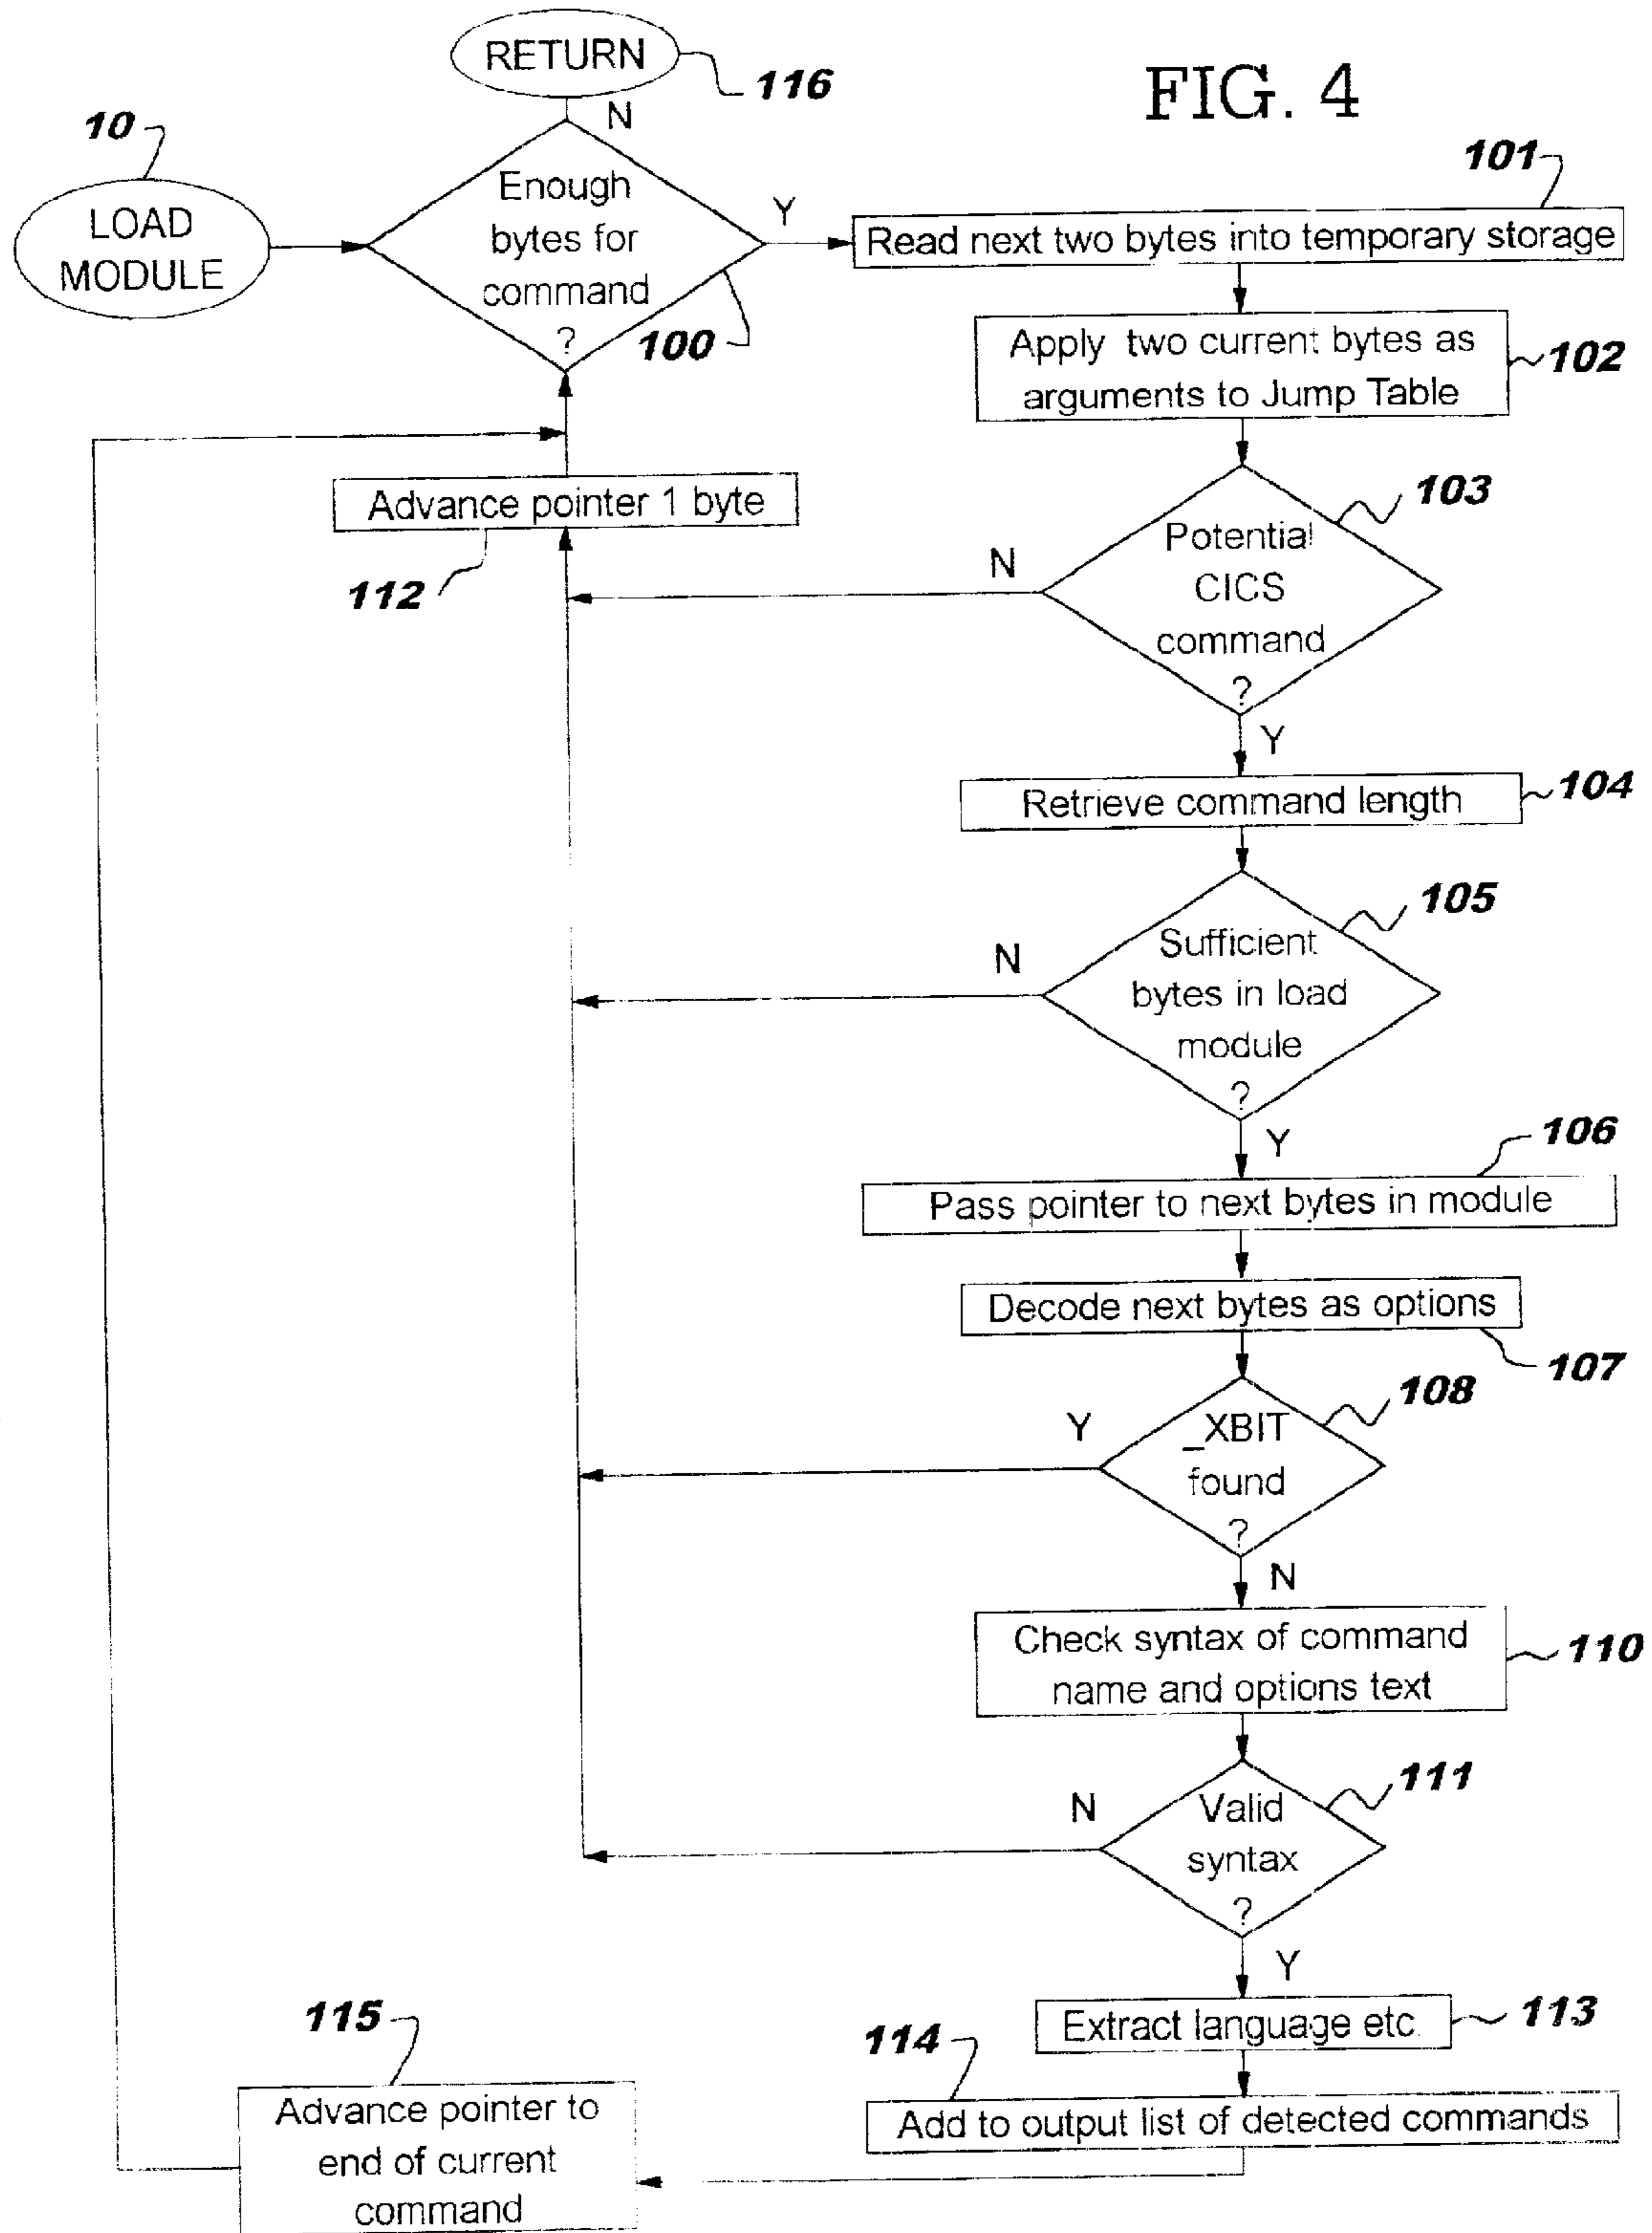 FIG. 4
RETURN
116
N
10
LOAD
MODULE
Enough
bytes for
command
?
100
Y
101
Read next two bytes into temporary storage
Apply two current bytes as
arguments to Jump Table
102
Advance pointer 1 byte
112
103
Potential
CICS
command
?
N
Y
Retrieve command length
104
105
Sufficient
bytes in load
module
?
N
Y
106
Pass pointer to next bytes in module
Decode next bytes as options
107
108
_XBIT
found
?
Y
N
Check syntax of command
name and options text
110
111
Valid
syntax
?
N
Y
Extract language etc.
113
114
Add to output list of detected commands
115
Advance pointer to
end of current
command